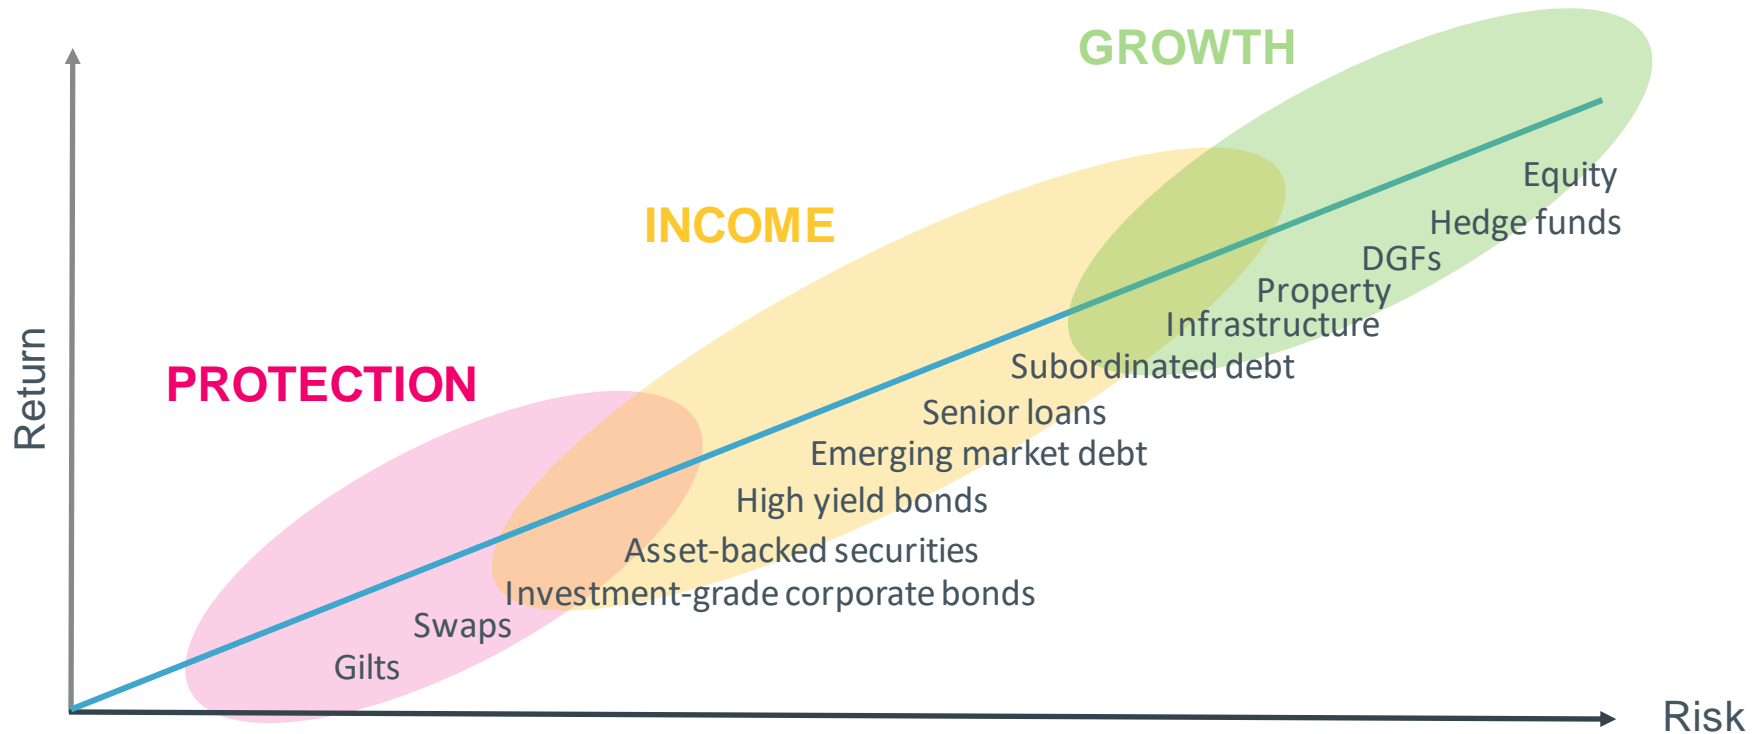 GROWTH
Equity
INCOME
Hedge funds
DGFs
Property
Infrastructure
Return
PROTECTION
Subordinated debt
Senior loans
Emerging market debt
High yield bonds
Asset-backed securities
Investment-grade corporate bonds
Swaps
Gilts
Risk